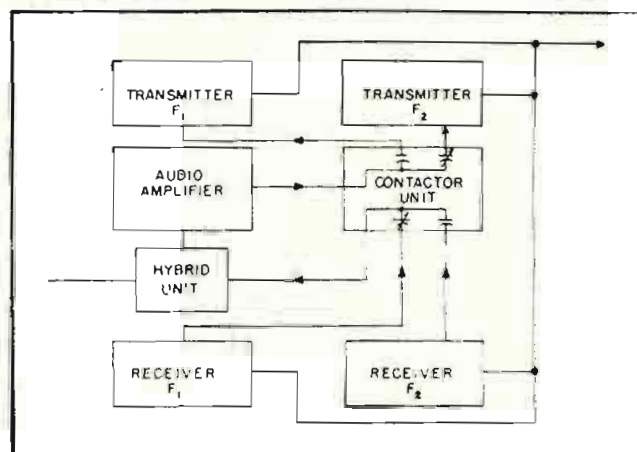 TRANSMITTER
F1
TRANSMITTER
F2
AUDIO
AMPLIFIER
CONTACTOR
UNIT
HYBRID
UNIT
RECEIVER
F1
RECEIVER
F2